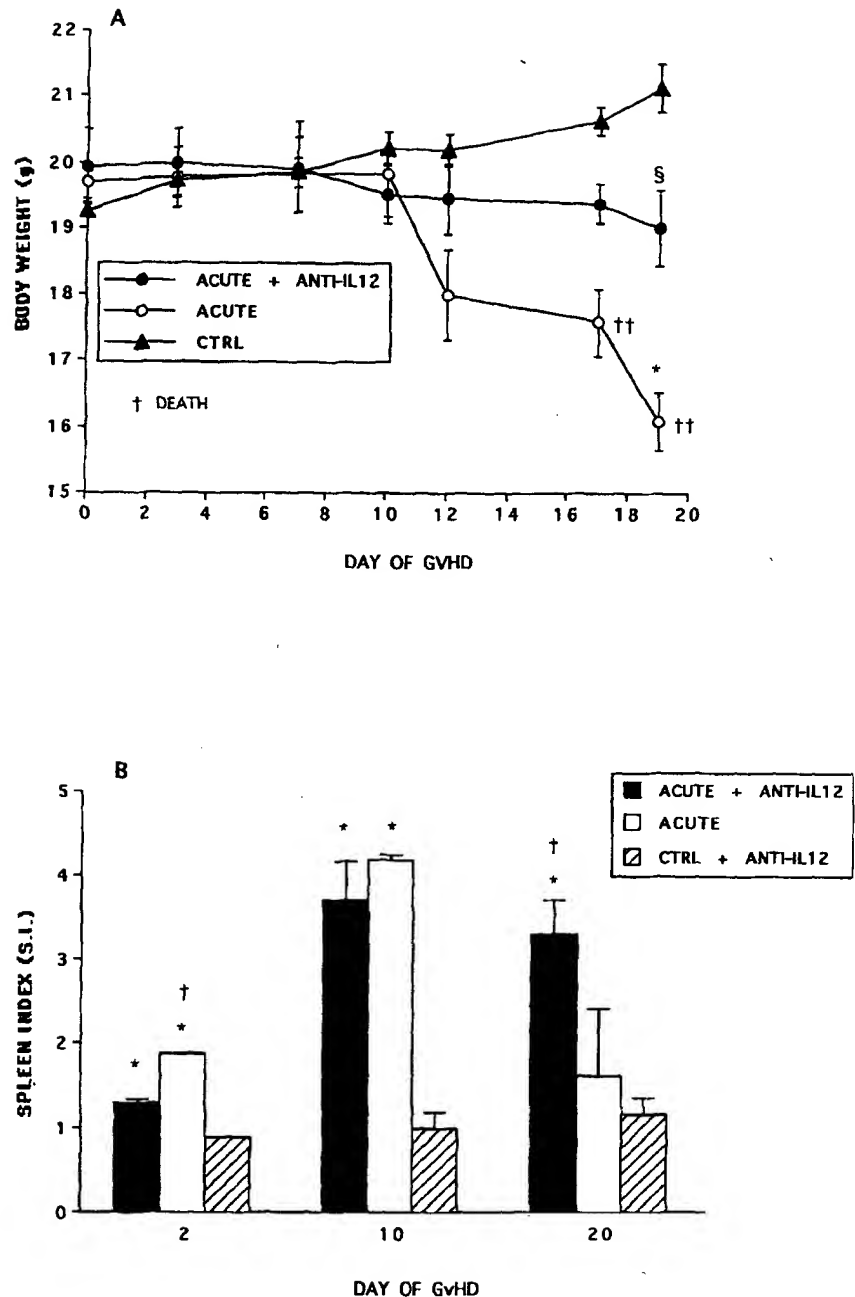 A
22
21
20
19
18
17
16
15
BODY WEIGHT (g)
§
ACUTE + ANTI-IL12
ACUTE
CTRL
† DEATH
††
*
††
0 2 4 6 8 10 12 14 16 18 20
DAY OF GVHD
B
5
4
3
2
1
0
SPLEEN INDEX (S.I.)
ACUTE + ANTI-IL12
ACUTE
CTRL + ANTI-IL12
* † * * * † *
2 10 20
DAY OF GvHD